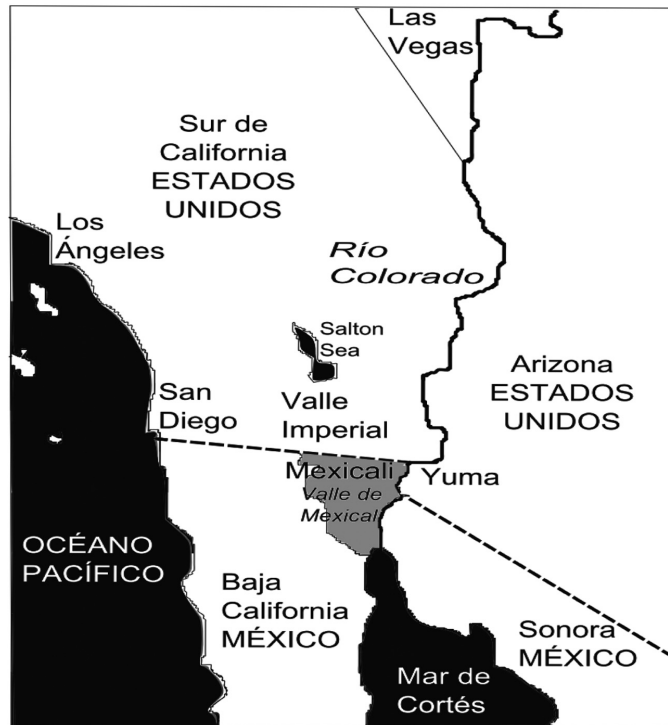 Las
Vegas
Sur de
California
ESTADOS
UNIDOS
Los
Ángeles
Río
Colorado
Salton
Sea
Arizona
ESTADOS
UNIDOS
San
Diego
Valle
Imperial
Mexicali
Yuma
Valle de
Mexicali
OCÉANO
PACÍFICO
Baja
California
MÉXICO
Sonora
MÉXICO
Mar de
Cortés